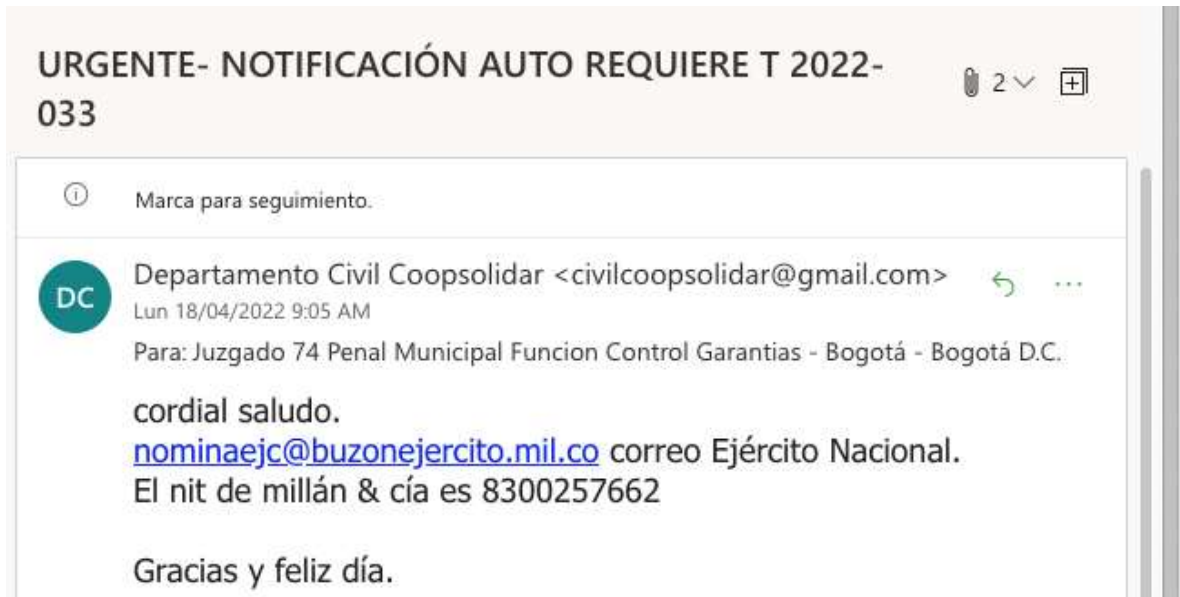 URGENTE- NOTIFICACIÓN AUTO REQUIERE T 2022-
033
2
Marca para seguimiento.
DC
Departamento Civil Coopsolidar <civilcoopsolidar@gmail.com>
Lun 18/04/2022 9:05 AM
Para: Juzgado 74 Penal Municipal Funcion Control Garantias - Bogotá - Bogotá D.C.
cordial saludo.
nominaejc@buzonejercito.mil.co correo Ejército Nacional.
El nit de millán & cía es 8300257662
Gracias y feliz día.